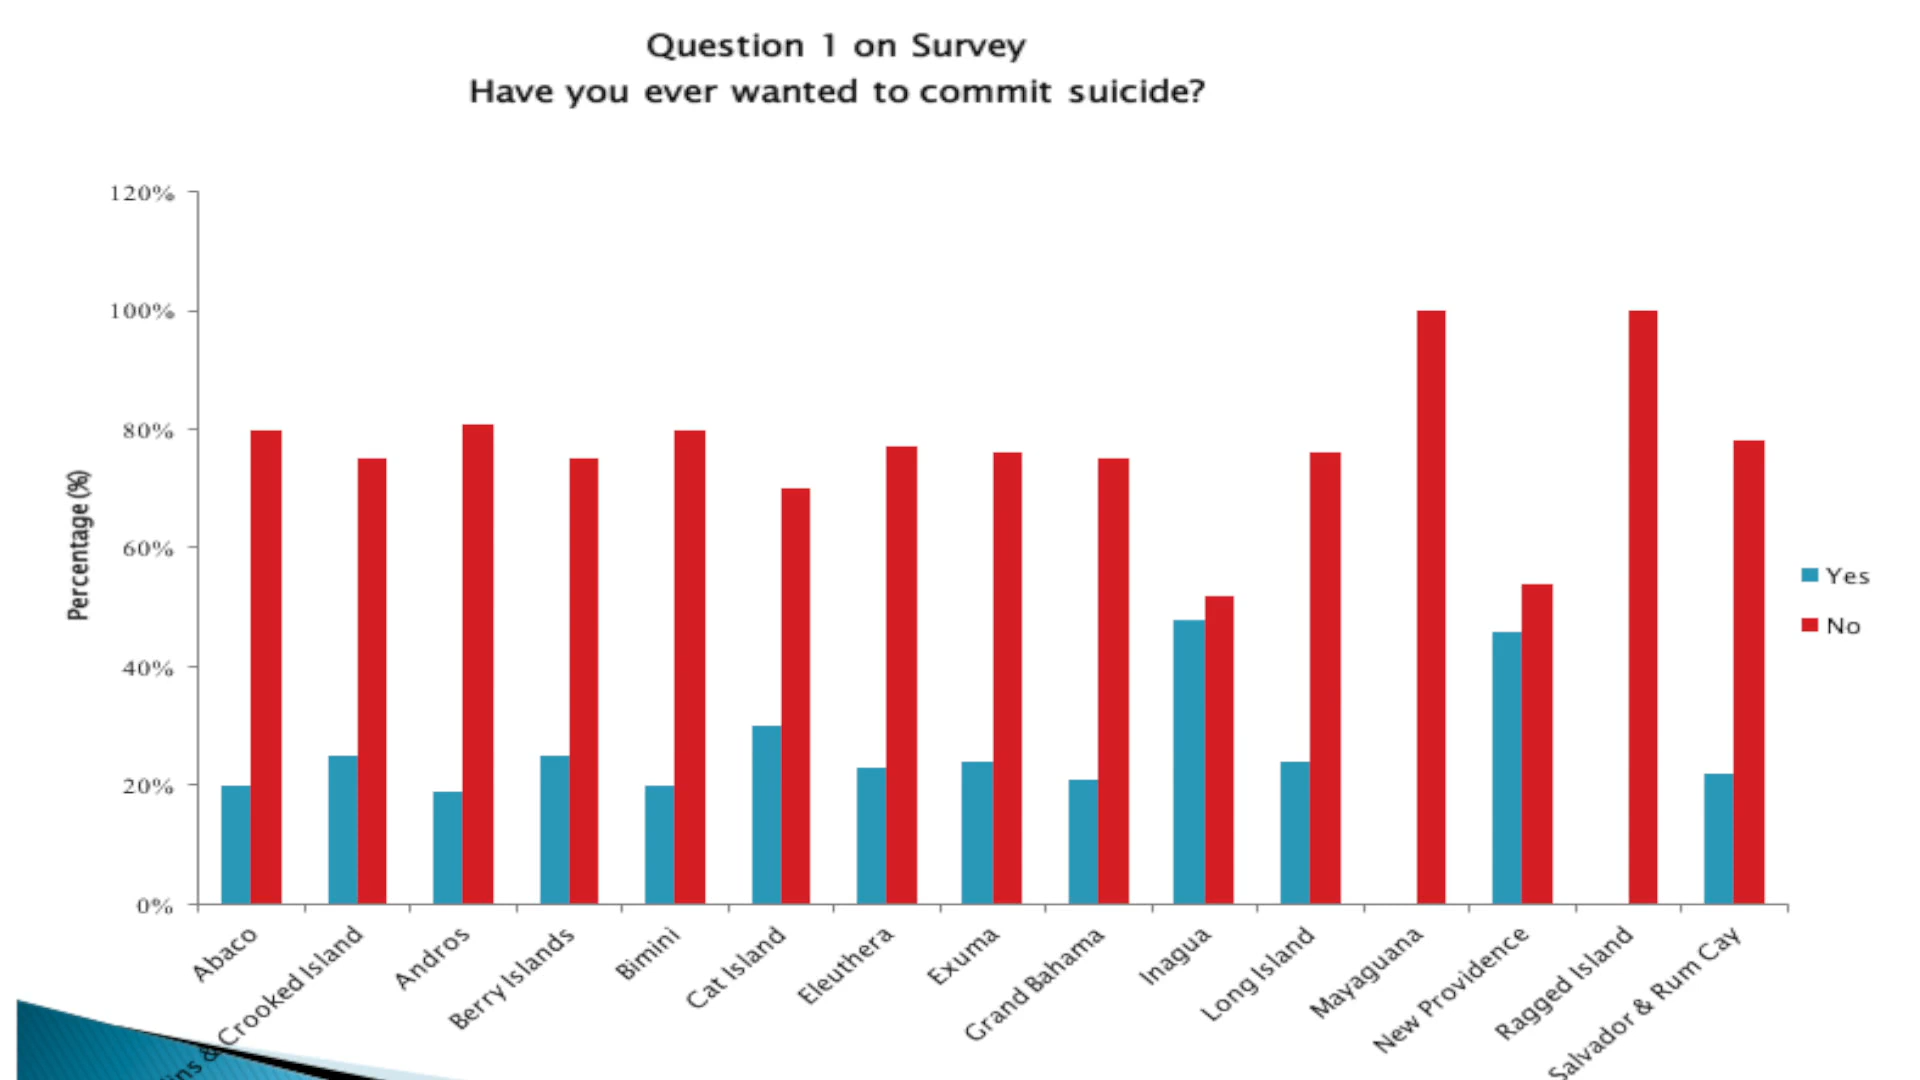 Question 1 on Survey
Have you ever wanted to commit suicide?
120%
100%
80%
60%
40%
20%
0%
Percentage (%)
Yes
No
Abaco
& Crooked Island
Andros
Berry Islands
Bimini
Cat Island
Eleuthera
Exuma
Grand Bahama
Inagua
Long Island
Mayaguana
New Providence
Ragged Island
Salvador & Rum Cay